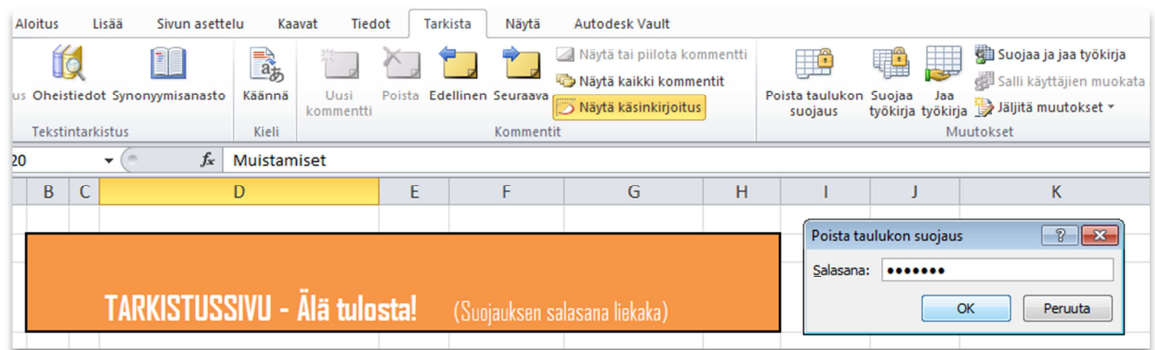 Aloitus Lisää Sivun asettelu Kaavat Tiedot Tarkista Näytä Autodesk Vault
Näytä tai piilota kommentti
Näytä kaikki kommentit
Näytä käsinkirjoitus
Suojaa ja jaa työkirja
Salli käyttäjien muokata
Jäljitä muutokset
us Oheistiedot Synonyymisanasto Käännä Uusi Poista Edellinen Seuraava Poista taulukon Suojaa Jaa
kommentti suojaus työkirja työkirja
Tekstintarkistus Kieli Kommentit Muutokset
20 fx Muistamiset
B C D E F G H I J K
Poista taulukon suojaus
Salasana: •••••••
OK Peruuta
TARKISTUSSIVU - Älä tulosta! (Suojauksen salasana liekaka)